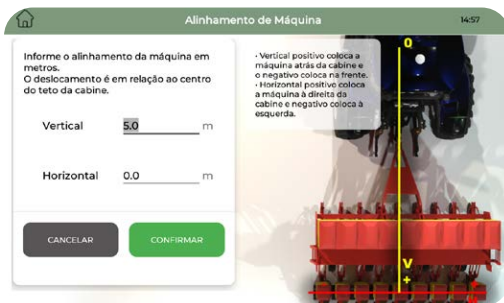 Alinhamento de Máquina
14:57
Informe o alinhamento da máquina em
metros.
O deslocamento é em relação ao centro
do teto da cabine.
Vertical 5.0 m
Horizontal 0.0 m
CANCELAR CONFIRMAR
• Vertical positivo coloca a
máquina atrás da cabine e
o negativo coloca na frente.
• Horizontal positivo coloca
a máquina à direita da
cabine e negativo coloca à
esquerda.
0
V
+